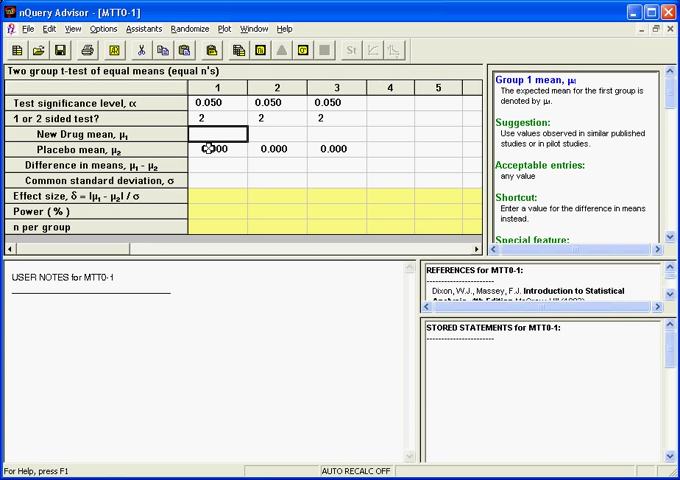 nQuery Advisor - [MTT0-1]
File Edit View Options Assistants Randomize Plot Window Help
St
Two group t-test of equal means (equal n's)
1 2 3 4 5
Test significance level, α 0.050 0.050 0.050
1 or 2 sided test? 2 2 2
New Drug mean, μ₁
Placebo mean, μ₂ 0.000 0.000 0.000
Difference in means, μ₁ - μ₂
Common standard deviation, σ
Effect size, δ = |μ₁ - μ₂| / σ
Power ( % )
n per group
Group 1 mean, μ₁
The expected mean for the first group is
denoted by μ₁.
Suggestion:
Use values observed in similar published
studies or in pilot studies.
Acceptable entries:
any value
Shortcut:
Enter a value for the difference in means
instead.
Special feature:
USER NOTES for MTT0-1
REFERENCES for MTT0-1:
-----------------------
Dixon, W.J., Massey, F.J. Introduction to Statistical
STORED STATEMENTS for MTT0-1:
-----------------------
For Help, press F1
AUTO RECALC OFF